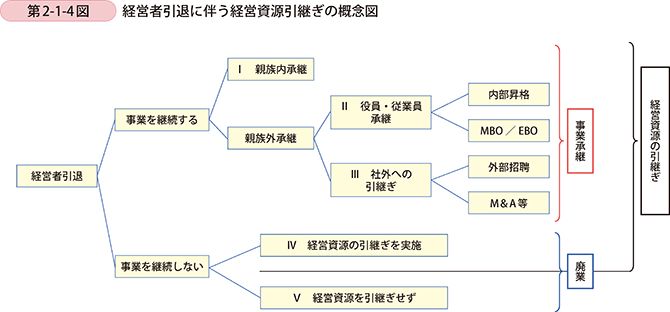 第2-1-4図
経営者引退に伴う経営資源引継ぎの概念図
経営者引退
事業を継続する
事業を継続しない
Ⅰ 親族内承継
親族外承継
Ⅱ 役員・従業員
承継
Ⅲ 社外への
引継ぎ
内部昇格
MBO／EBO
外部招聘
M&A等
Ⅳ 経営資源の引継ぎを実施
Ⅴ 経営資源を引継ぎせず
事業承継
廃業
経営資源の引継ぎ